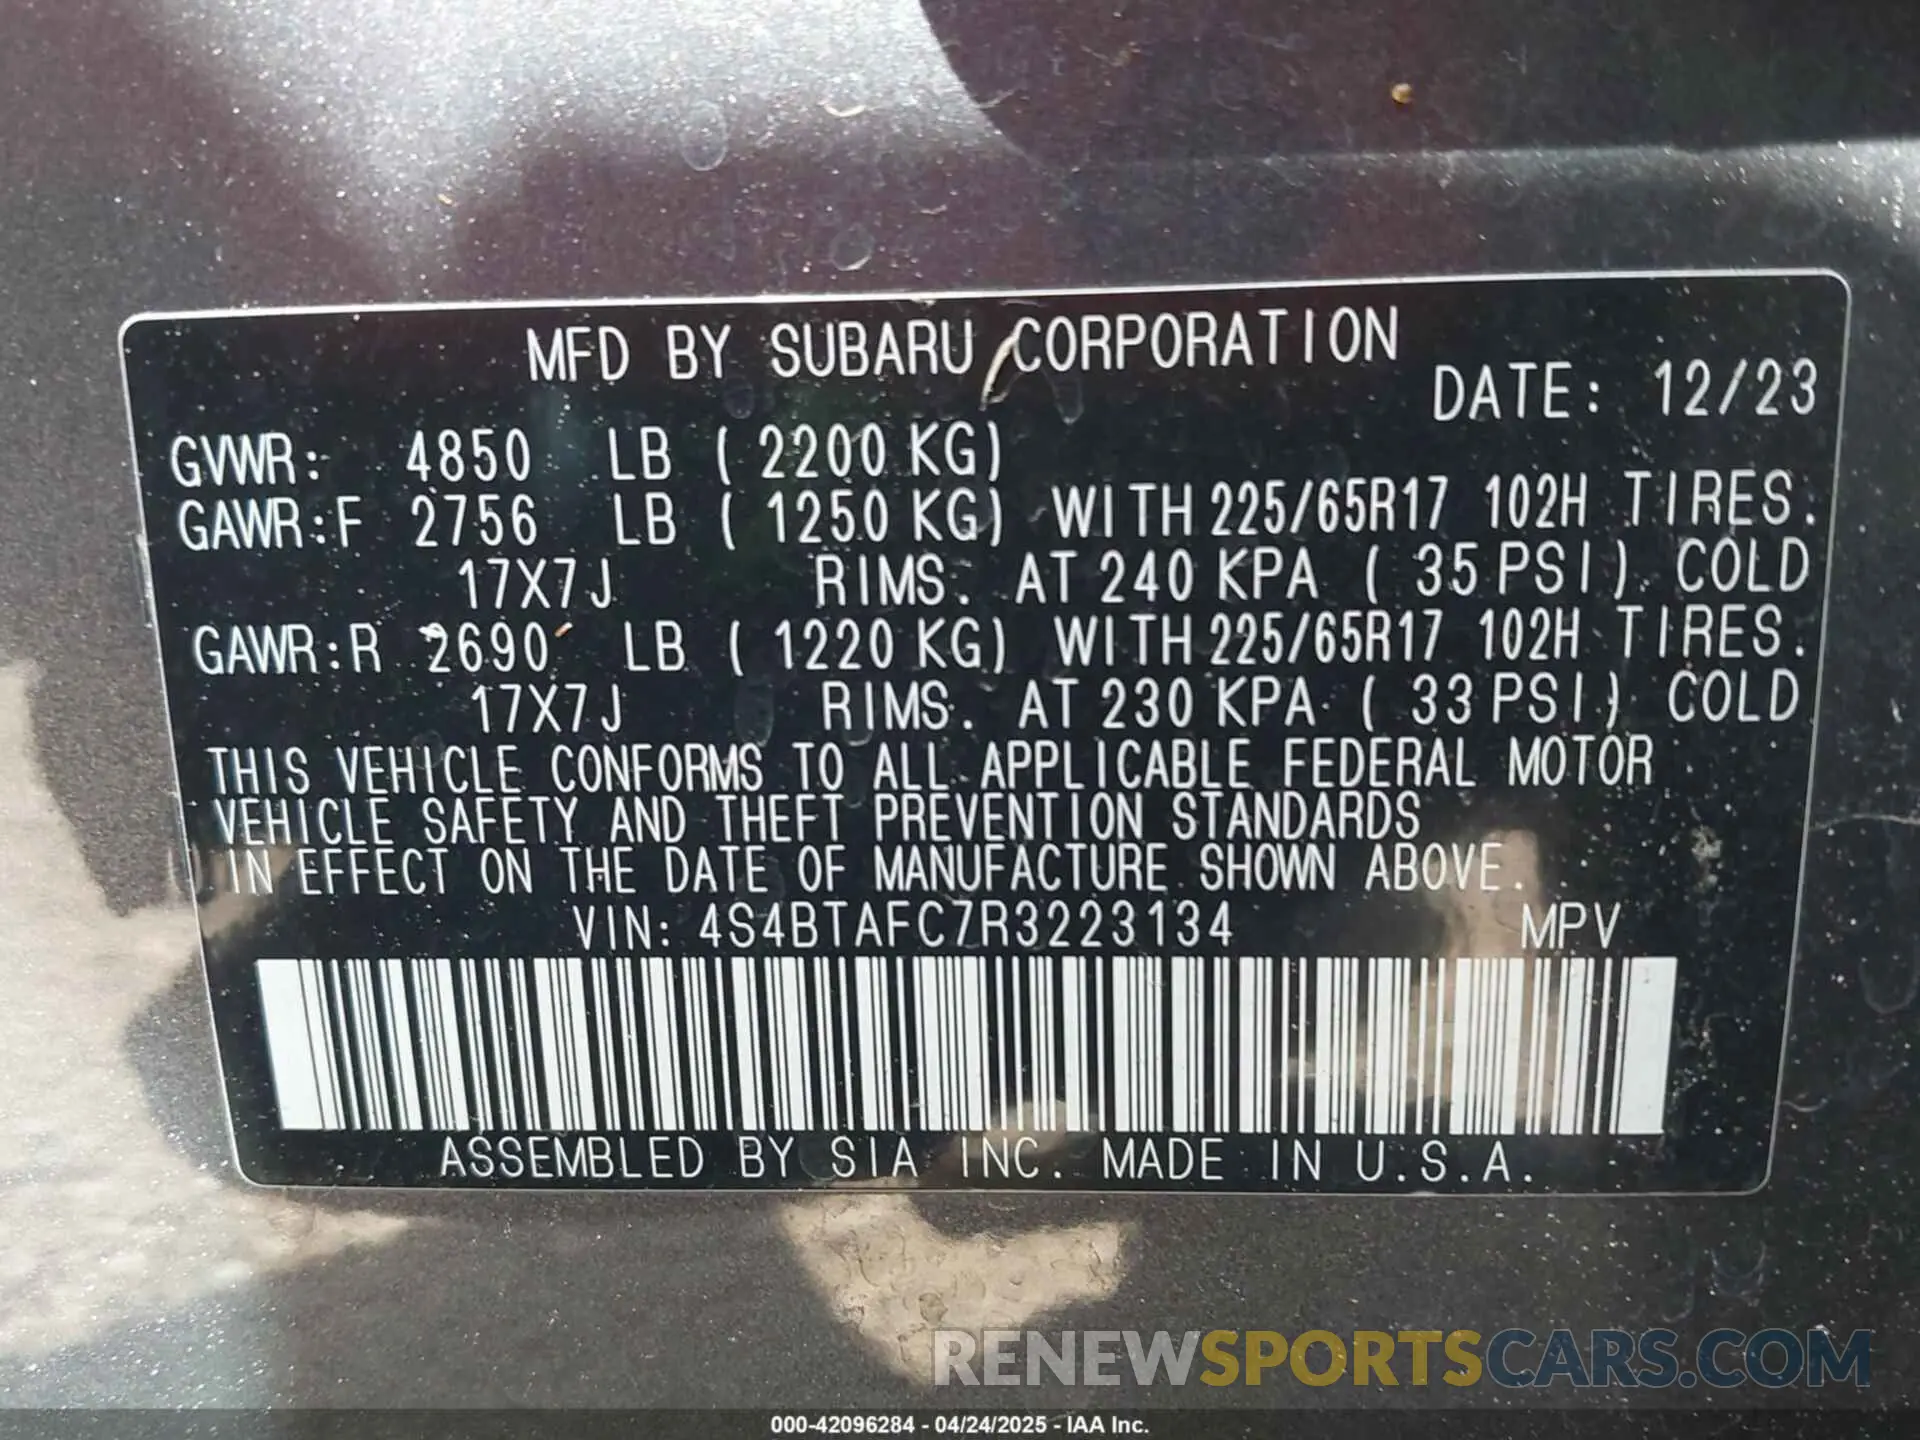 MFD BY SUBARU CORPORATION
DATE: 12/23
GVWR: 4850 LB ( 2200 KG)
GAWR:F 2756 LB ( 1250 KG) WITH 225/65R17 102H TIRES.
17X7J RIMS. AT 240 KPA ( 35 PSI) COLD
GAWR:R 2690 LB ( 1220 KG) WITH 225/65R17 102H TIRES.
17X7J RIMS. AT 230 KPA ( 33 PSI) COLD
THIS VEHICLE CONFORMS TO ALL APPLICABLE FEDERAL MOTOR
VEHICLE SAFETY AND THEFT PREVENTION STANDARDS
IN EFFECT ON THE DATE OF MANUFACTURE SHOWN ABOVE.
VIN: 4S4BTAFC7R3223134 MPV
ASSEMBLED BY SIA INC. MADE IN U.S.A.
RENEWSPORTSCARS.COM
000-42096284 - 04/24/2025 - IAA Inc.